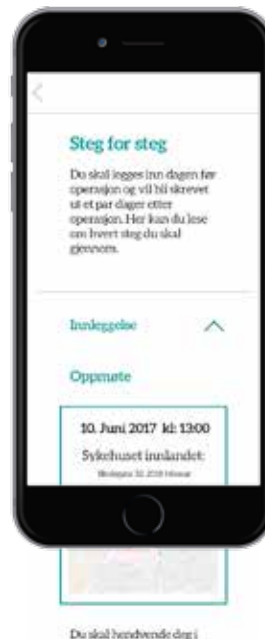 Steg for steg
Du skal legges inn dagen før
operasjon og vil bli skrevet
ut et par dager etter
operasjon. Her kan du lese
om hvert steg du skal
gjennom.
Innleggelse
Oppmøte
10. Juni 2017 kl: 13:00
Sykehuset innlandet:
Du skal hendvende deg i